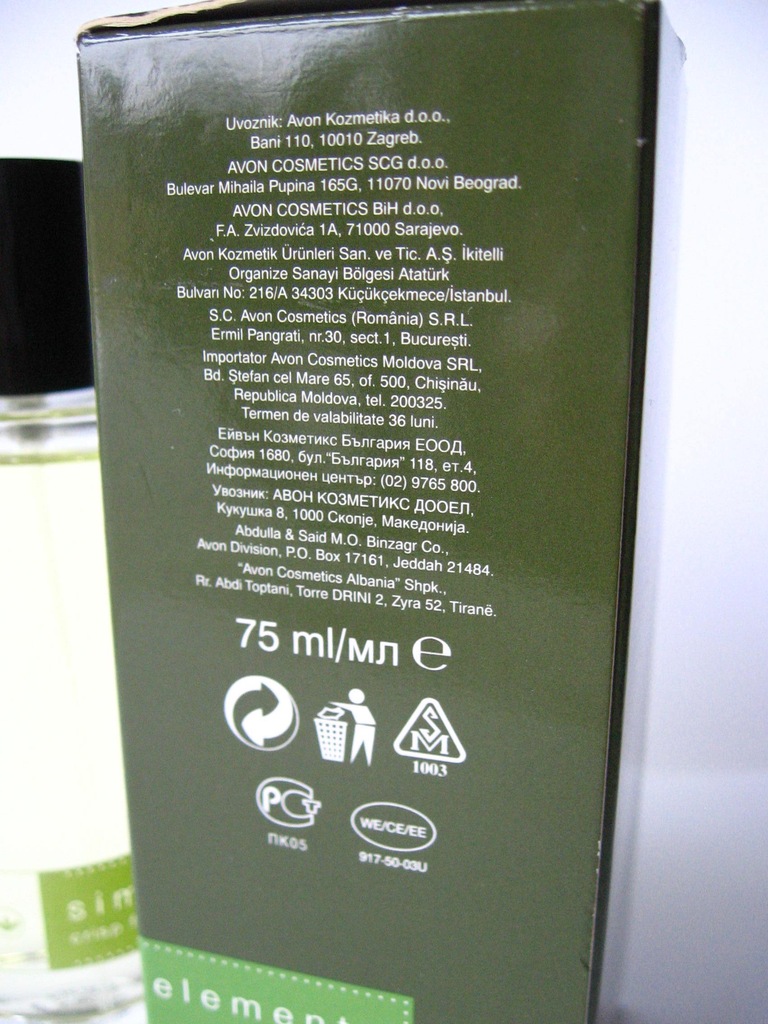 Uvoznik: Avon Kozmetika d.o.o.,
Bani 110, 10010 Zagreb.
AVON COSMETICS SCG d.o.o.
Bulevar Mihaila Pupina 165G, 11070 Novi Beograd.
AVON COSMETICS BiH d.o.o,
F.A. Zvizdovića 1A, 71000 Sarajevo.
Avon Kozmetik Ürünleri San. ve Tic. A.Ş. İkitelli
Organize Sanayi Bölgesi Atatürk
Bulvarı No: 216/A 34303 Küçükçekmece/İstanbul.
S.C. Avon Cosmetics (România) S.R.L.
Ermil Pangrati, nr.30, sect.1, Bucureşti.
Importator Avon Cosmetics Moldova SRL,
Bd. Ştefan cel Mare 65, of. 500, Chişinău,
Republica Moldova, tel. 200325.
Termen de valabilitate 36 luni.
Ейвън Козметикс България ЕООД,
София 1680, бул."България" 118, ет.4,
Информационен център: (02) 9765 800.
Увозник: АВОН КОЗМЕТИКС ДООЕЛ,
Кукушка 8, 1000 Скопје, Македонија.
Abdulla & Said M.O. Binzagr Co.,
Avon Division, P.O. Box 17161, Jeddah 21484.
"Avon Cosmetics Albania" Shpk.,
Rr. Abdi Toptani, Torre DRINI 2, Zyra 52, Tiranë.
75 ml/мл ℮
SM
1003
РСТ
ПК05
WE/CE/EE
917-50-03U
sim
crisp
element